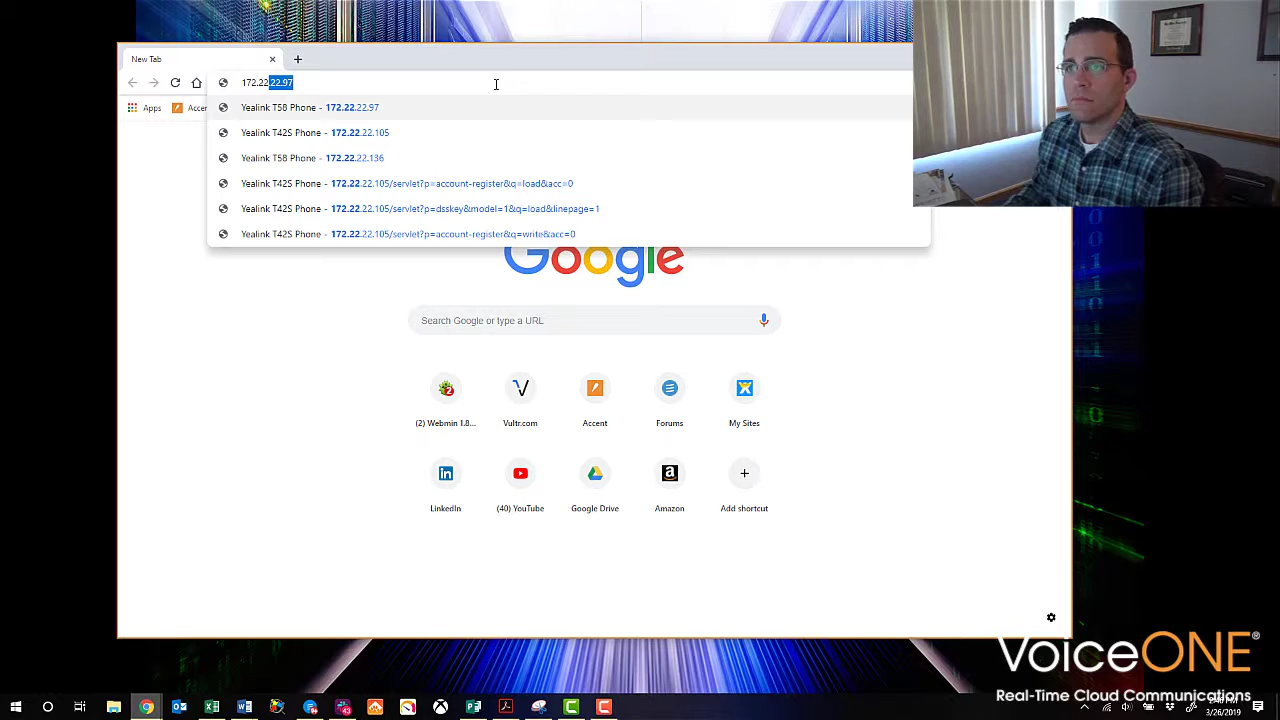 New Tab
172.22.22.97
Apps
Accer
Yealink T58 Phone - 172.22.22.97
Yealink T42S Phone - 172.22.22.105
Yealink T58 Phone - 172.22.22.136
Yealink T42S Phone - 172.22.22.105/servlet?p=account-register&q=load&acc=0
Yealink T42S Phone - 172.22.22.105/servlet?p=dsskey&model=1&q=load&linepage=1
Yealink T42S Phone - 172.22.22.105/servlet?p=account-register&q=write&acc=0
Google
Search Google or type a URL
(2) Webmin 1.8... Vultr.com Accent Forums My Sites
LinkedIn (40) YouTube Google Drive Amazon Add shortcut
VoiceONE®
Real-Time Cloud Communications
3/26/2019